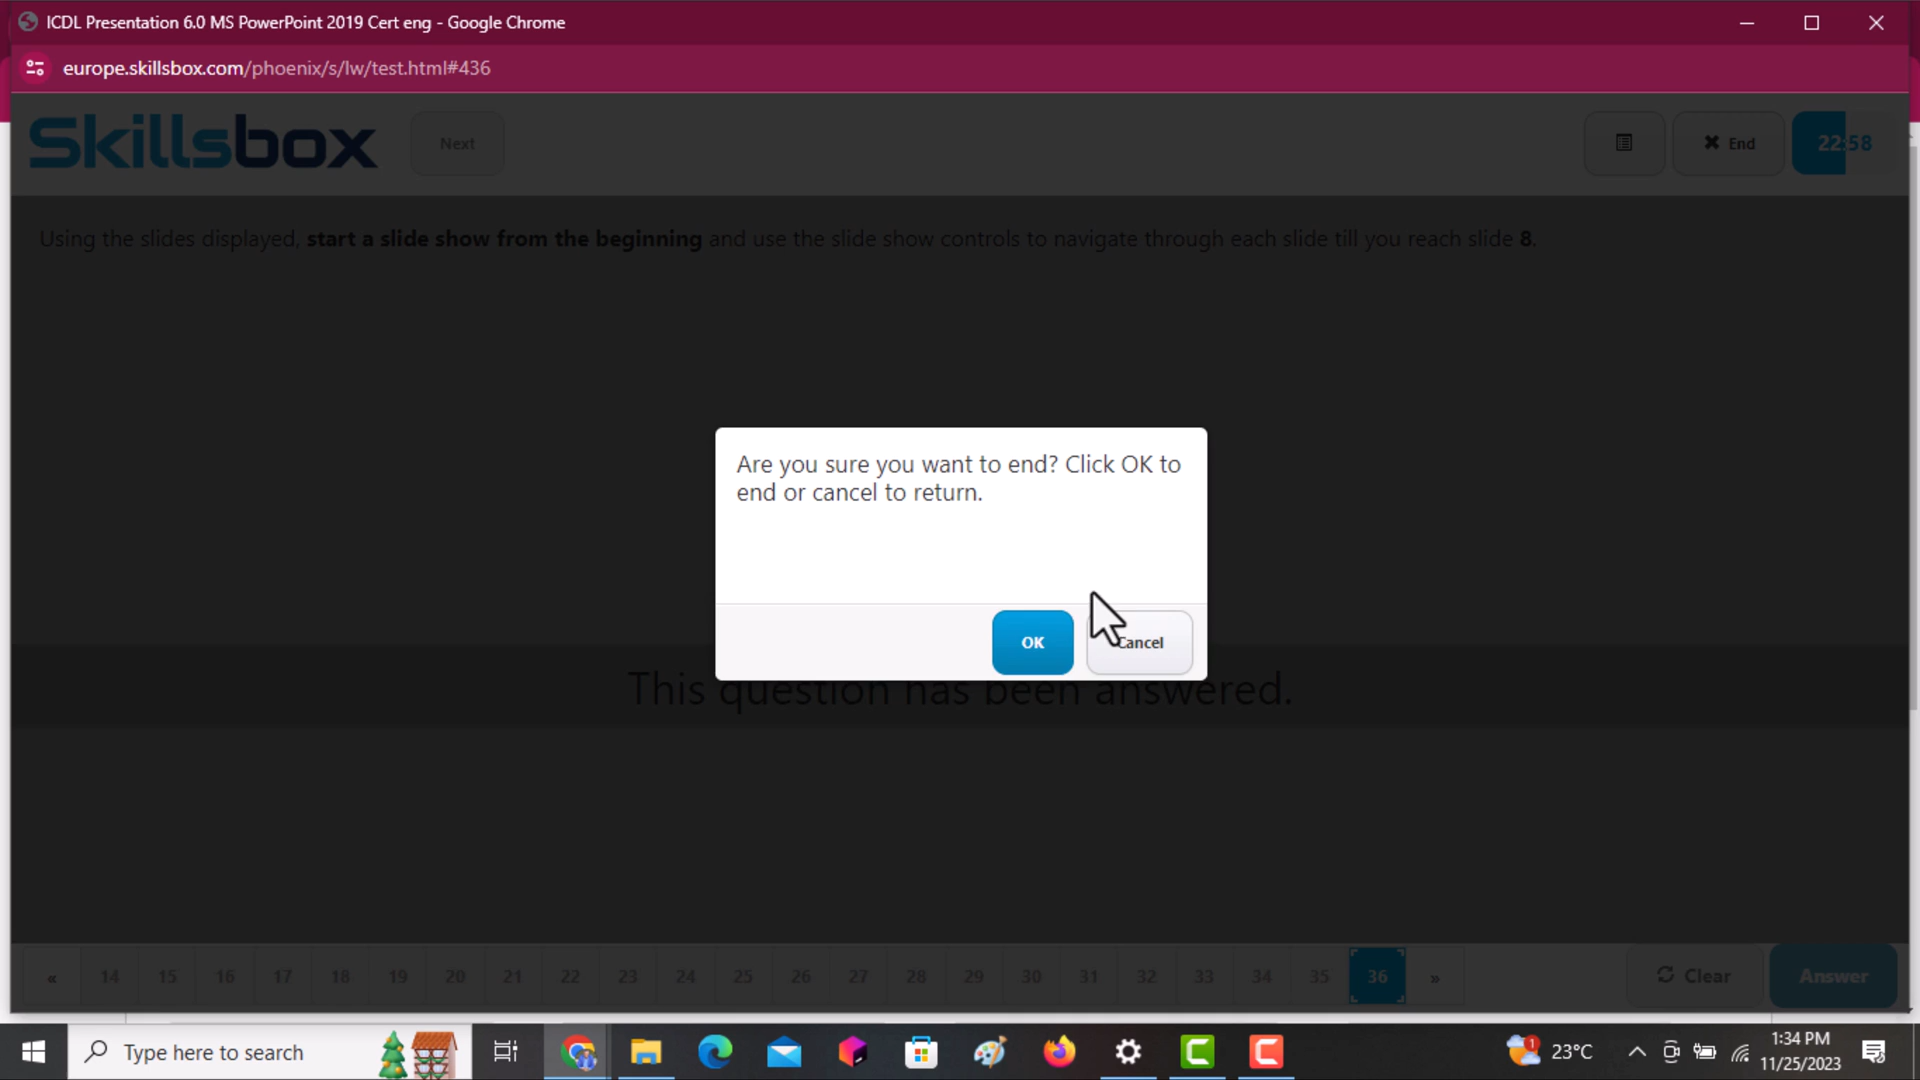 ICDL Presentation 6.0 MS PowerPoint 2019 Cert eng - Google Chrome
europe.skillsbox.com/phoenix/s/lw/test.html#436
Skillsbox
Next
End
22:58
Using the slides displayed, start a slide show from the beginning and use the slide show controls to navigate through each slide till you reach slide 8.
Are you sure you want to end? Click OK to
end or cancel to return.
OK
Cancel
This question has been answered.
« 14 15 16 17 18 19 20 21 22 23 24 25 26 27 28 29 30 31 32 33 34 35 36 »
Clear
Answer
Type here to search
1
23°C
1:34 PM
11/25/2023